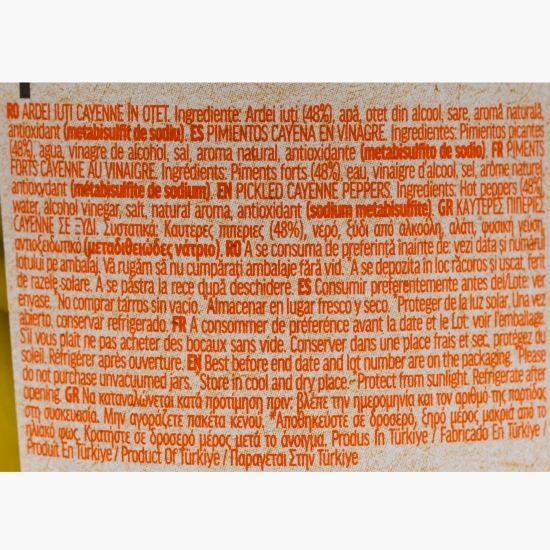 RO ARDEI IUȚI CAYENNE ÎN OȚET. Ingrediente: Ardei iuți (48%), apă, oțet din alcool, sare, aromă naturală,
antioxidant (metabisulfit de sodiu). ES PIMIENTOS CAYENA EN VINAGRE. Ingredientes: Pimientos picantes
(48%), agua, vinagre de alcohol, sal, aroma natural, antioxidante (metabisulfito de sodio). FR PIMENTS
FORTS CAYENNE AU VINAIGRE. Ingrédients: Piments forts (48%), eau, vinaigre d'alcool, sel, arôme naturel,
antioxydant (métabisulfite de sodium). EN PICKLED CAYENNE PEPPERS. Ingredients: Hot peppers (48%),
water, alcohol vinegar, salt, natural aroma, antioxidant (sodium metabisulfite). GR ΚΑΥΤΕΡΕΣ ΠΙΠΕΡΙΕΣ
CAYENNE ΣΕ ΞΥΔΙ. Συστατικά: Καυτερες πιπεριες (48%), νερό, ξύδι από αλκοόλη, αλάτι, φυσική γεύση,
αντιοξειδωτικό (μεταδιθειώδες νάτριο). RO A se consuma de preferință înainte de: vezi data și numărul
lotului pe ambalaj. Vă rugăm să nu cumpărați ambalaje fără vid. *A se depozita în loc răcoros și uscat, ferit
de razele solare. A se păstra la rece după deschidere. ES Consumir preferentemente antes del/Lote: ver
envase. *No comprar tarros sin vacío. *Almacenar en lugar fresco y seco. *Proteger de la luz solar. Una vez
abierto, conservar refrigerado. FR A consommer de préférence avant la date et le Lot: voir l'emballage.
S'il vous plaît ne pas acheter des bocaux sans vide. Conserver dans une place frais et sec, protégez du
soleil. Réfrigérer après ouverture. EN Best before end date and lot number are on the packaging. *Please
do not purchase unvacuumed jars. *Store in cool and dry place. *Protect from sunlight. Refrigerate after
opening. GR Να καταναλώνεται κατά προτίμηση πριν: βλέπε την ημερομηνία και τον αριθμό της παρτίδας
στη συσκευασία. Μην αγοράζετε πακέτα κενού. *Αποθηκεύστε σε δροσερό, ξηρό μέρος μακριά από το
ηλιακό φως. Κρατησte σε δροσερό μέρος μετά το άνοιγμα. Produs în Türkiye / Fabricado En Türkiye /
Produit En Türkiye / Product Of Türkiye / Παραγεται Στην Türkiye